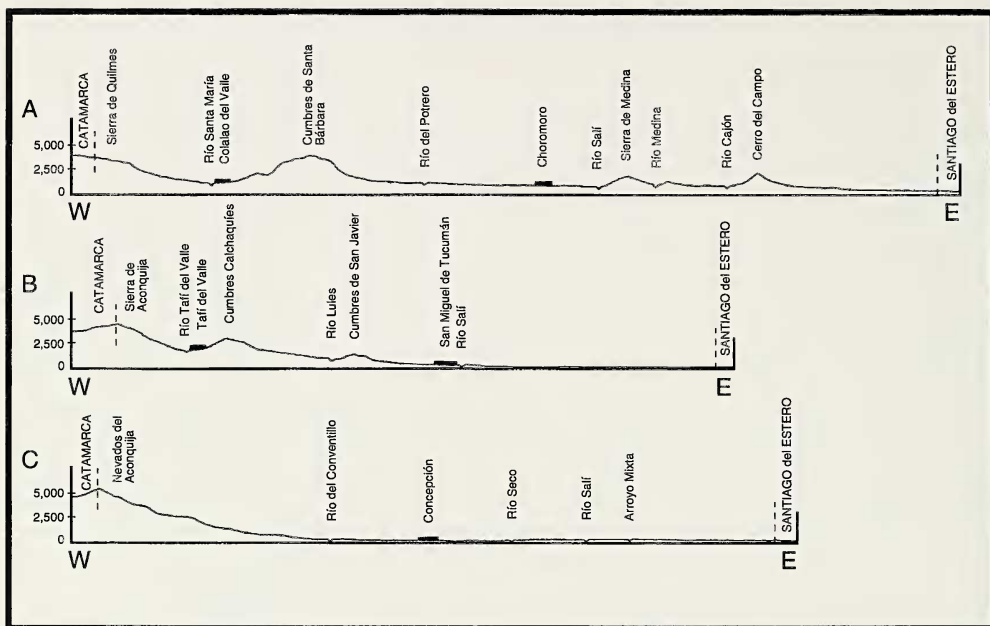 A
CATAMARCA
Sierra de Quilmes
Río Santa María
Colalao del Valle
Cumbres de Santa
Bárbara
Río del Potrero
Choromoro
Río Salí
Sierra de Medina
Río Medina
Río Cajón
Cerro del Campo
SANTIAGO del ESTERO
5,000
2,500
0
W
E
B
CATAMARCA
Sierra de
Aconquija
Río Tafí del Valle
Tafí del Valle
Cumbres Calchaquíes
Río Lules
Cumbres de San Javier
San Miguel de Tucumán
Río Salí
SANTIAGO del ESTERO
5,000
2,500
0
W
E
C
CATAMARCA
Nevados del
Aconquija
Río del Conventillo
Concepción
Río Seco
Río Salí
Arroyo Mixta
SANTIAGO del ESTERO
5,000
2,500
0
W
E